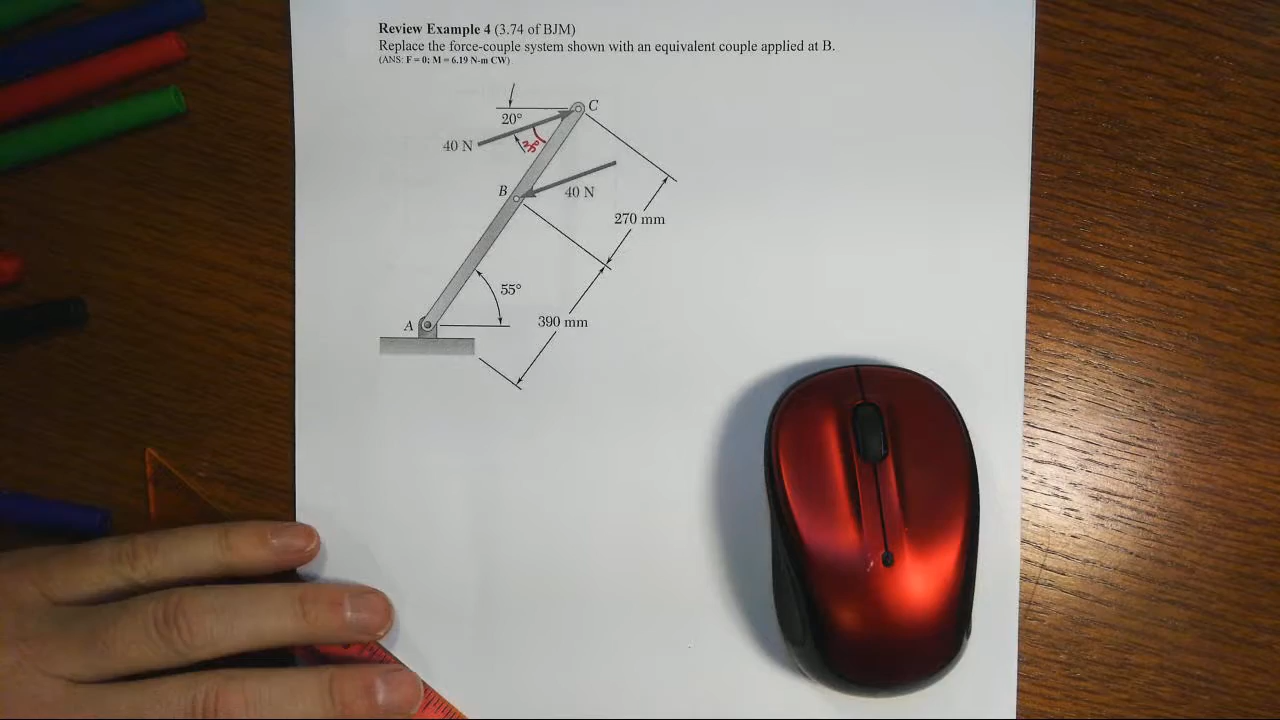 Review Example 4 (3.74 of BJM)
Replace the force-couple system shown with an equivalent couple applied at B.
(ANS: F = 0; M = 6.19 N-m CW)
C
20°
40 N
35°
B
40 N
270 mm
55°
A
390 mm